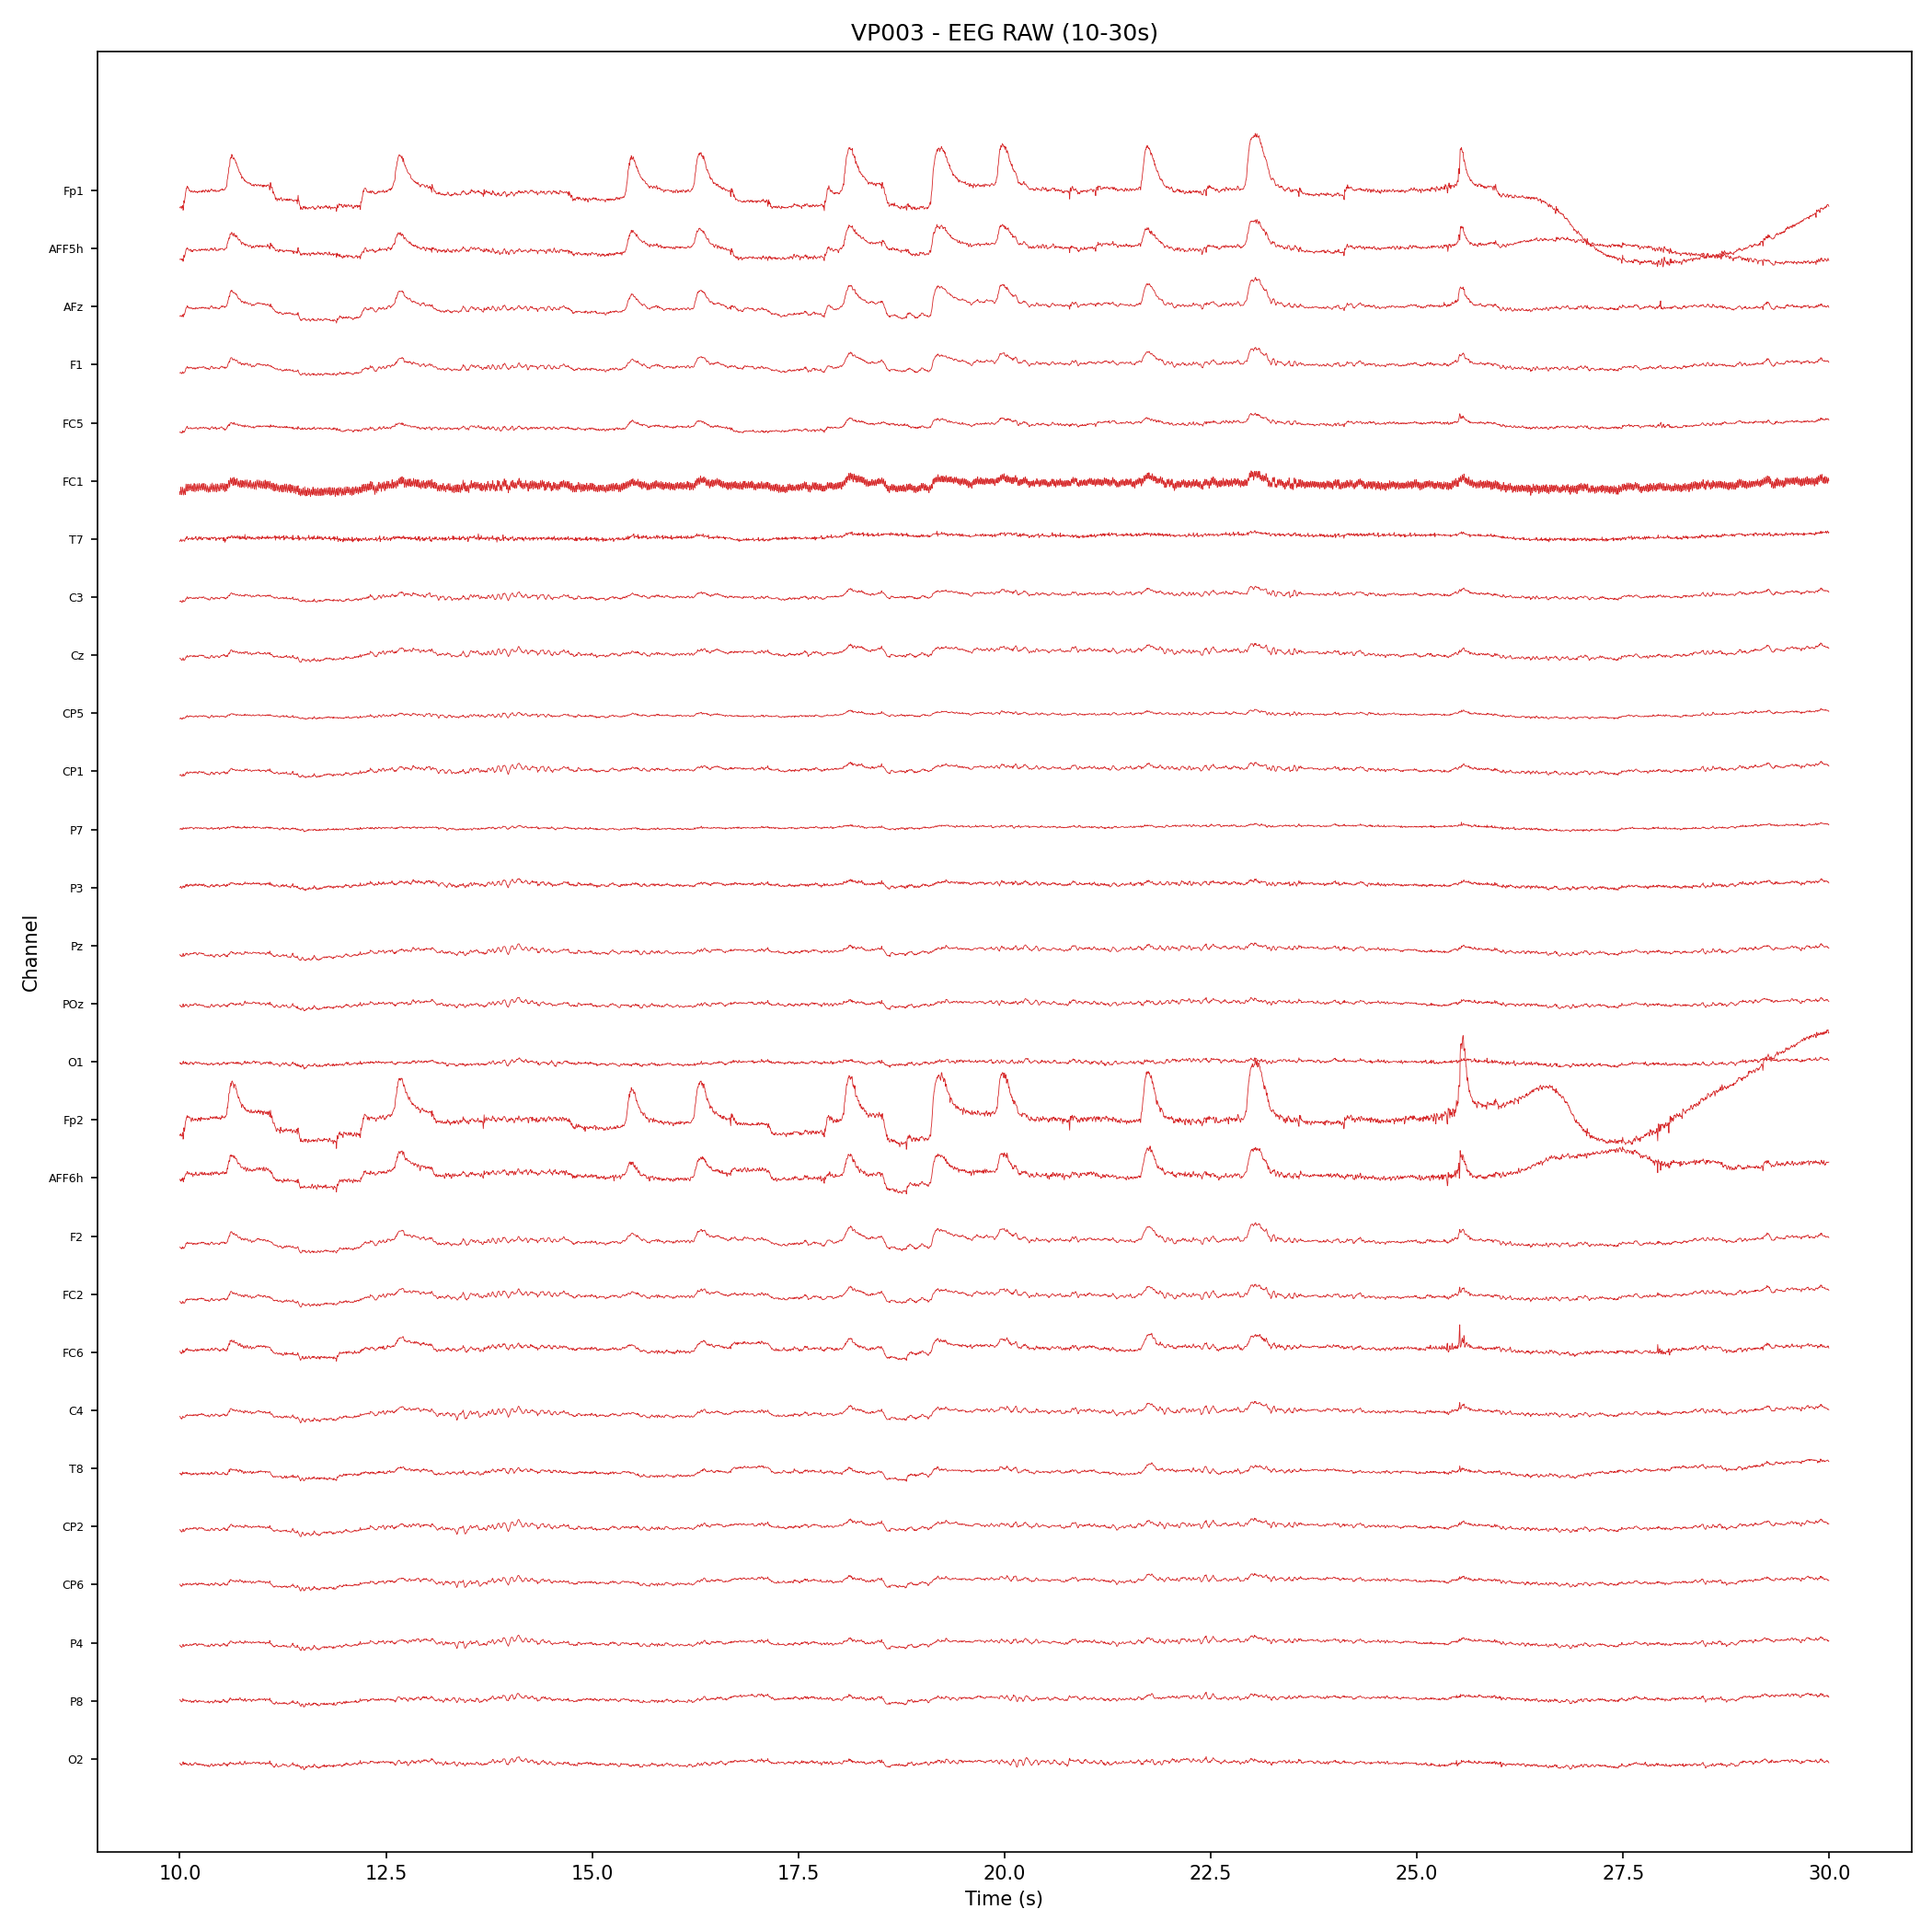 VP003 - EEG RAW (10-30s)
Fp1
AFF5h
AFz
F1
FC5
FC1
T7
C3
Cz
CP5
CP1
P7
P3
Pz
POz
O1
Fp2
AFF6h
F2
FC2
FC6
C4
T8
CP2
CP6
P4
P8
O2
Channel
10.0 12.5 15.0 17.5 20.0 22.5 25.0 27.5 30.0
Time (s)